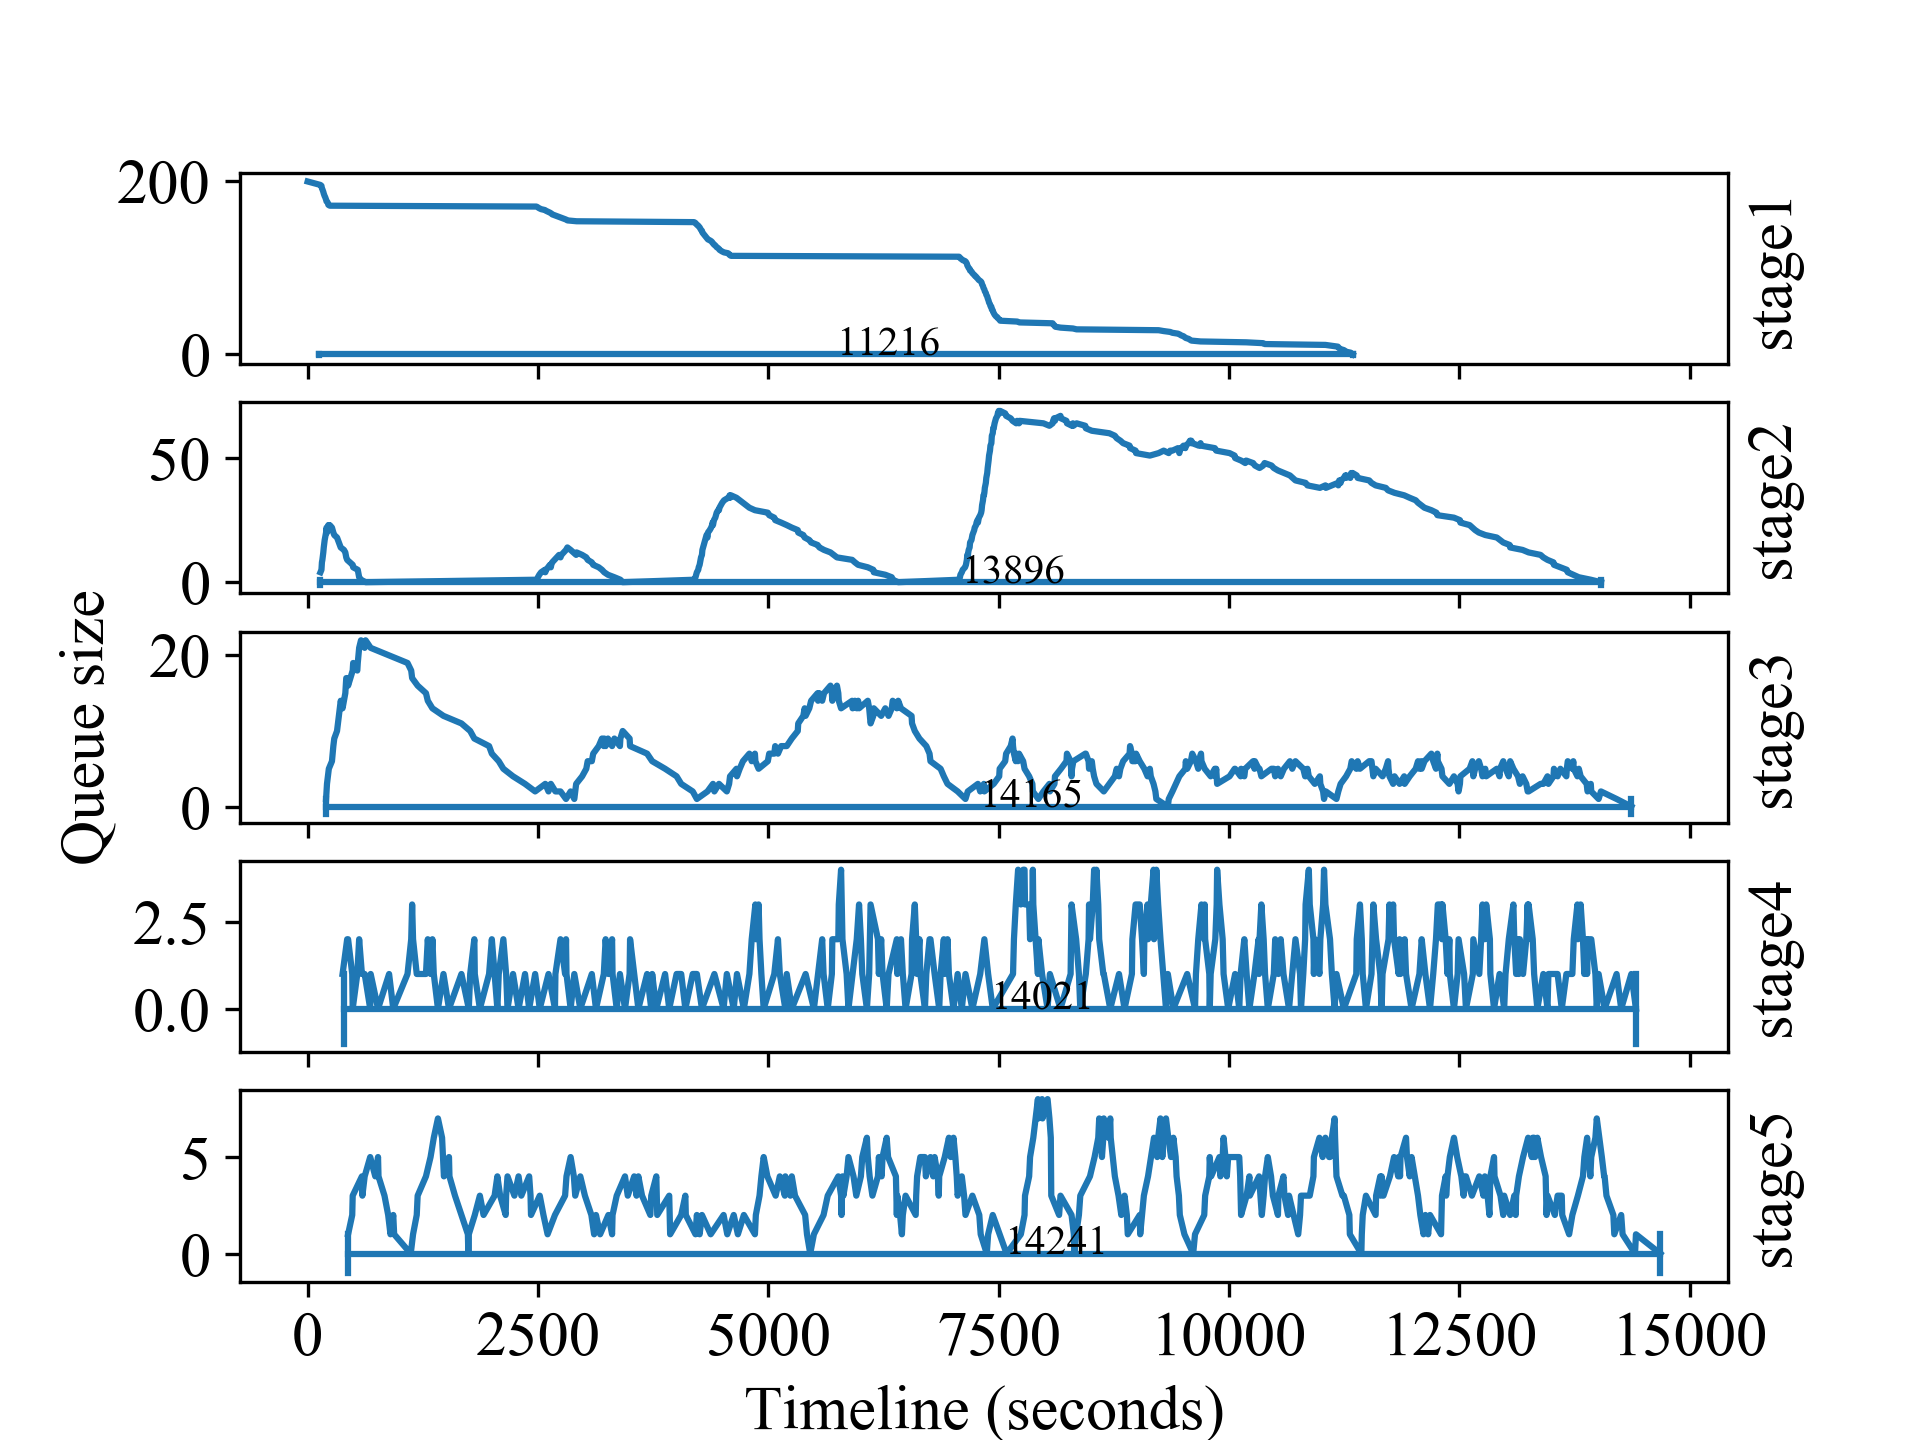 200
0
11216
stage1
50
0
13896
stage2
Queue size
20
0
14165
stage3
2.5
0.0
14021
stage4
5
0
14241
stage5
0 2500 5000 7500 10000 12500 15000
Timeline (seconds)